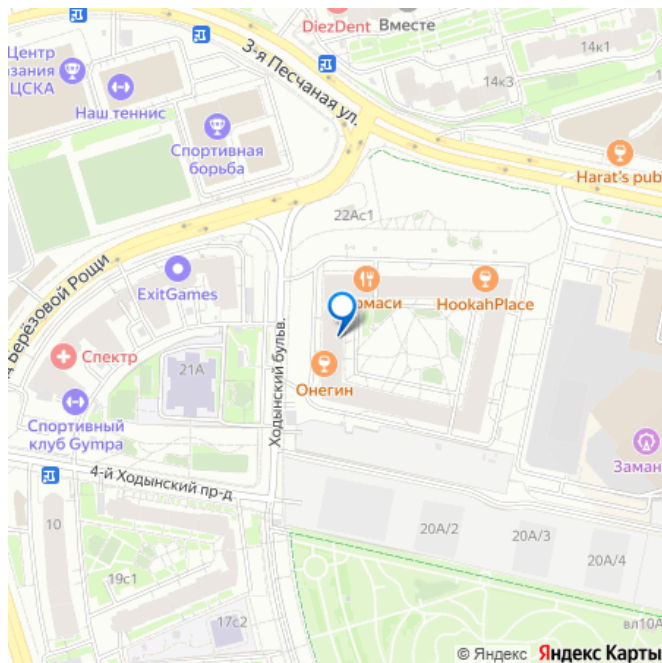 DiezDent
Вместе
Центр
азания
ЦСКА
Наш теннис
3-я Песчаная ул.
14к1
14к3
Спортивная
борьба
Harat's pub
22Ас1
Берёзовой Рощи
ExitGames
омаси
HookahPlace
Спектр
21А
Онегин
Ходынский бульв.
Спортивный
клуб Gympa
Заман
4-й Ходынский пр-д
10
20А/2
20А/3
20А/4
19с1
17с2
вл10А
© Яндекс Яндекс Карты